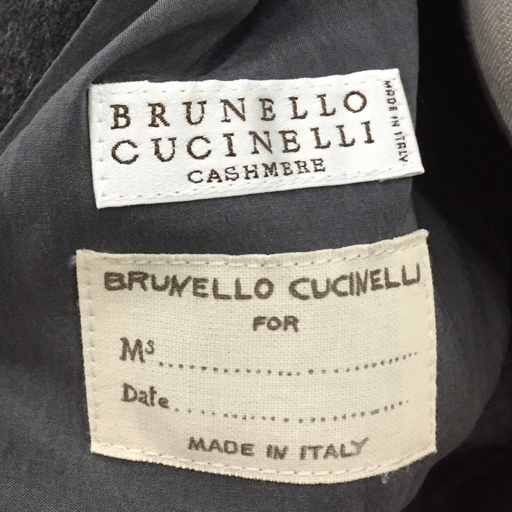 BRUNELLO
CUCINELLI
CASHMERE
MADE IN ITALY
BRUNELLO CUCINELLI
FOR
Ms
Date
MADE IN ITALY